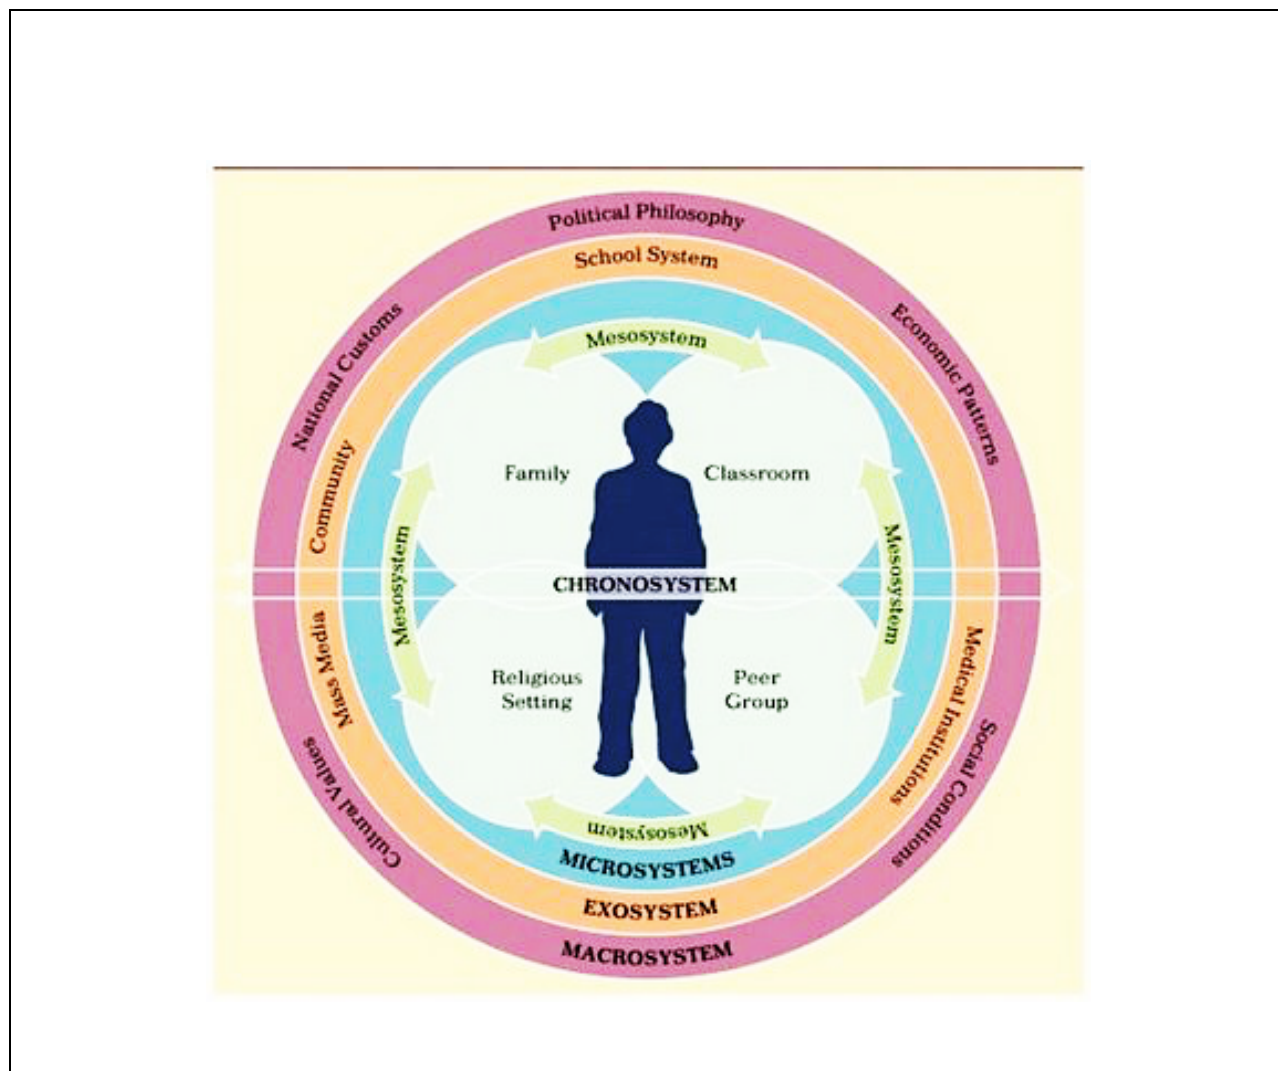 Political Philosophy
School System
National Customs
Economic Patterns
Mesosystem
Community
Family
Classroom
Mesosystem
CHRONOSYSTEM
Mesosystem
Mass Media
Religious
Setting
Peer
Group
Medical Institutions
Cultural Values
Social Conditions
Mesosystem
MICROSYSTEMS
EXOSYSTEM
MACROSYSTEM